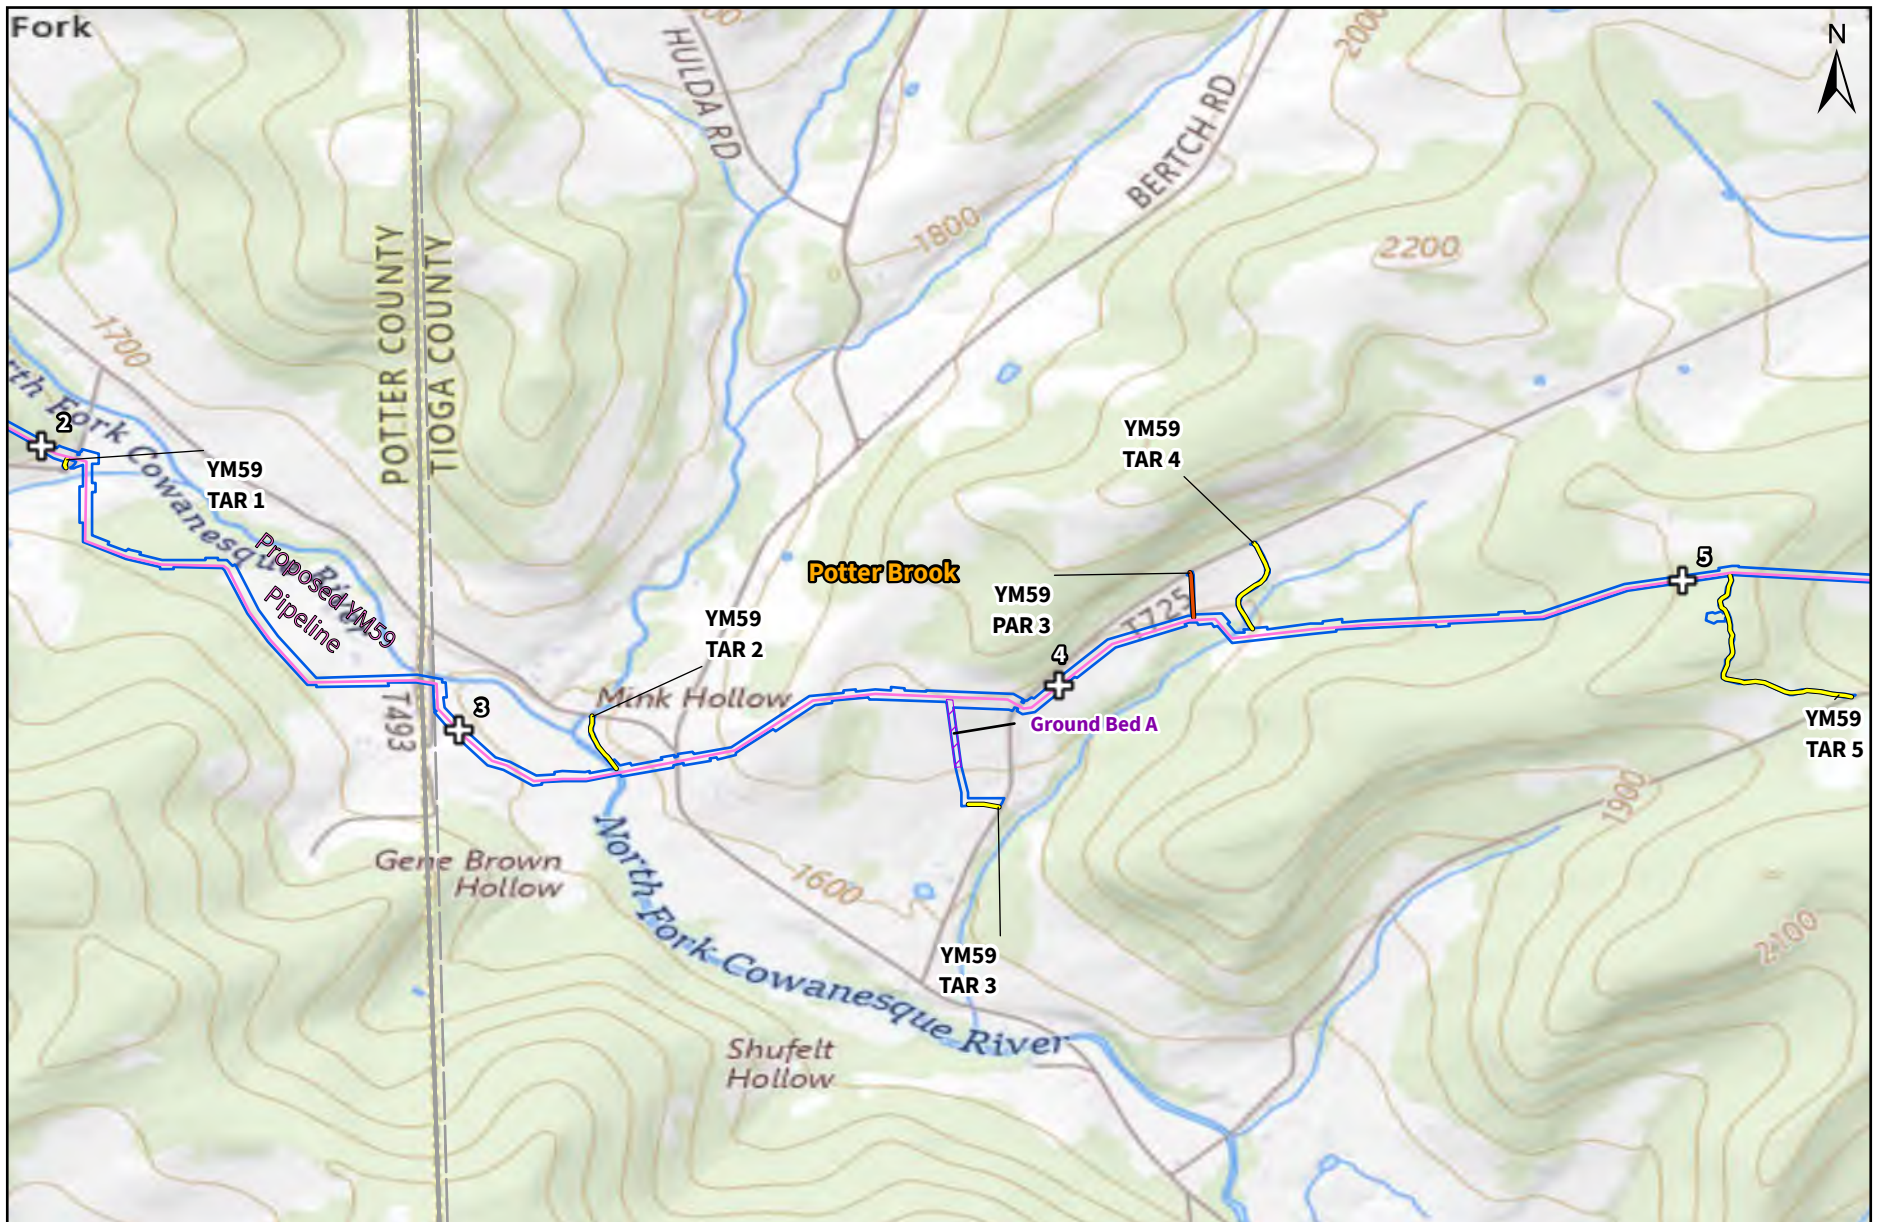 Fork
N
HULDA RD
BERTCH RD
2000
1800
2200
1700
POTTER COUNTY
TIOGA COUNTY
2
North Fork Cowanesque River
YM59
TAR 1
Proposed YM59
Pipeline
YM59
TAR 4
5
Potter Brook
YM59
PAR 3
T725
YM59
TAR 2
4
Mink Hollow
3
T493
Ground Bed A
YM59
TAR 5
1900
Gene Brown
Hollow
1600
North Fork Cowanesque River
2100
YM59
TAR 3
Shufelt
Hollow